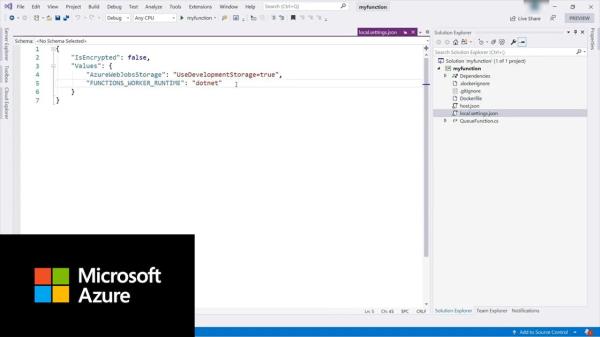 File Edit View Project Build Debug Test Analyze Tools Extensions Window Help Search (Ctrl+Q) myfunction
Debug Any CPU myfunction Live Share PREVIEW
Server Explorer
Toolbox
Cloud Explorer
local.settings.json
Schema: <No Schema Selected>
1 {
2 "IsEncrypted": false,
3 "Values": {
4 "AzureWebJobsStorage": "UseDevelopmentStorage=true",
5 "FUNCTIONS_WORKER_RUNTIME": "dotnet"
6 }
7 }
Solution Explorer
Search Solution Explorer (Ctrl+;)
Solution 'myfunction' (1 of 1 project)
myfunction
Dependencies
.dockerignore
.gitignore
Dockerfile
host.json
local.settings.json
QueueFunction.cs
Ln: 5 Ch: 45 SPC CRLF
Solution Explorer Team Explorer Notifications
Add to Source Control
Microsoft
Azure